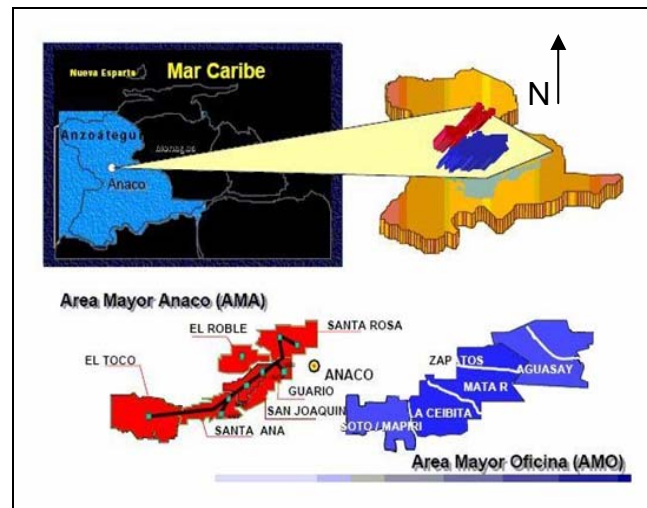 Nueva Esparta
Mar Caribe
N
Anzoátegui
Monagas
Anaco
Area Mayor Anaco (AMA)
SANTA ROSA
EL ROBLE
EL TOCO
ANACO
GUARIO
SAN JOAQUIN
SANTA ANA
ZAPATOS
AGUASAY
MATA R
LA CEIBITA
SOTO / MAPIRI
Area Mayor Oficina (AMO)